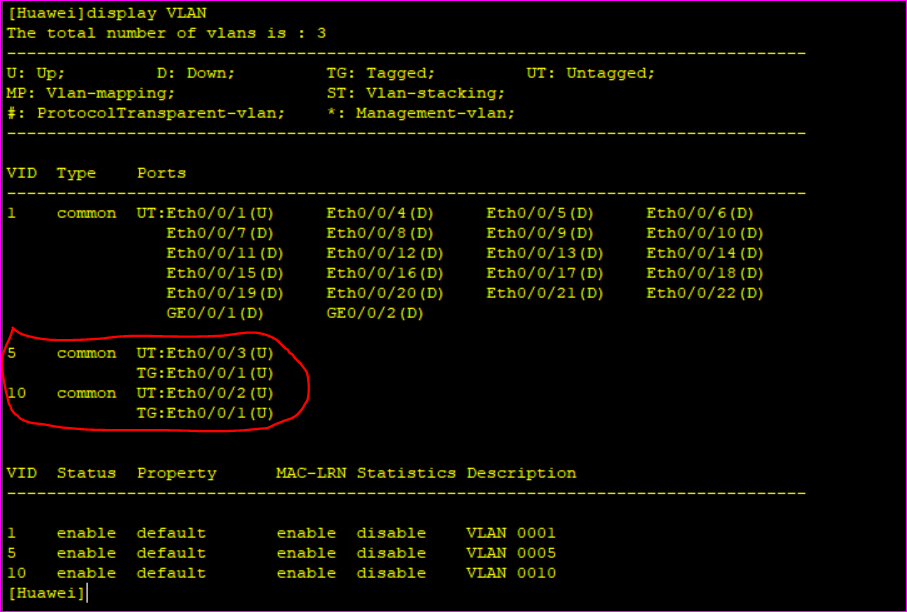 [Huawei]display VLAN
The total number of vlans is : 3
--------------------------------------------------------------------------------
U: Up; D: Down; TG: Tagged; UT: Untagged;
MP: Vlan-mapping; ST: Vlan-stacking;
#: ProtocolTransparent-vlan; *: Management-vlan;
--------------------------------------------------------------------------------
VID Type Ports
--------------------------------------------------------------------------------
1 common UT:Eth0/0/1(U) Eth0/0/4(D) Eth0/0/5(D) Eth0/0/6(D)
Eth0/0/7(D) Eth0/0/8(D) Eth0/0/9(D) Eth0/0/10(D)
Eth0/0/11(D) Eth0/0/12(D) Eth0/0/13(D) Eth0/0/14(D)
Eth0/0/15(D) Eth0/0/16(D) Eth0/0/17(D) Eth0/0/18(D)
Eth0/0/19(D) Eth0/0/20(D) Eth0/0/21(D) Eth0/0/22(D)
GE0/0/1(D) GE0/0/2(D)
5 common UT:Eth0/0/3(U)
TG:Eth0/0/1(U)
10 common UT:Eth0/0/2(U)
TG:Eth0/0/1(U)
VID Status Property MAC-LRN Statistics Description
--------------------------------------------------------------------------------
1 enable default enable disable VLAN 0001
5 enable default enable disable VLAN 0005
10 enable default enable disable VLAN 0010
[Huawei]